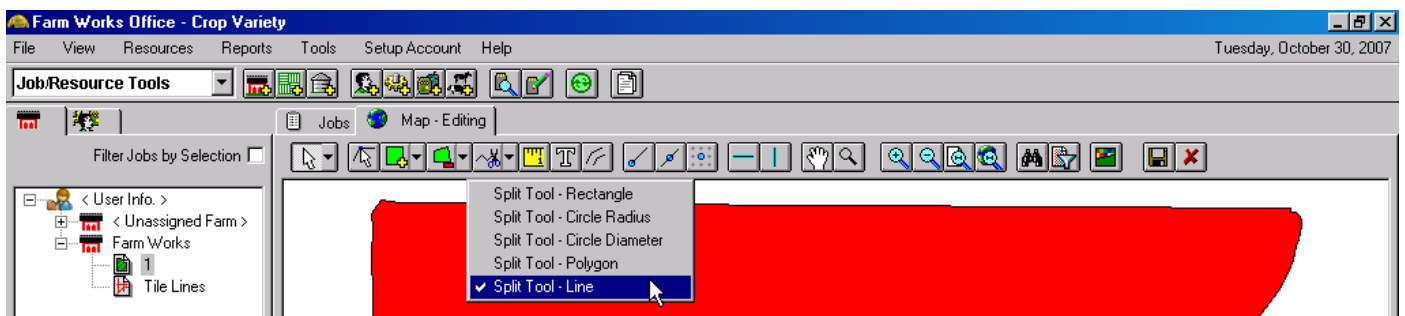 Farm Works Office - Crop Variety
File View Resources Reports Tools Setup Account Help Tuesday, October 30, 2007
Job/Resource Tools
Jobs Map - Editing
Filter Jobs by Selection
T
Split Tool - Rectangle
Split Tool - Circle Radius
Split Tool - Circle Diameter
Split Tool - Polygon
Split Tool - Line
< User Info. >
< Unassigned Farm >
Farm Works
1
Tile Lines